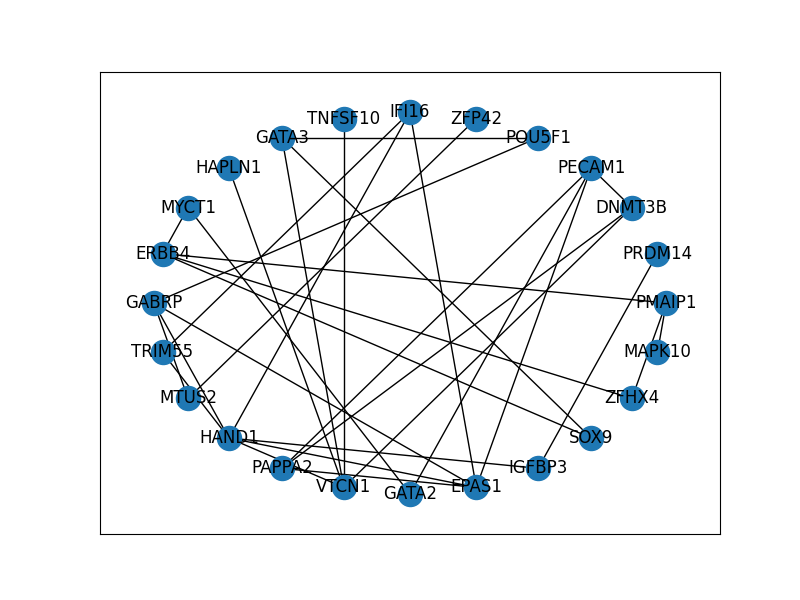 IFI16
TNFSF10
ZFP42
GATA3
POU5F1
HAPLN1
PECAM1
MYCT1
DNMT3B
ERBB4
PRDM14
GABRP
PMAIP1
TRIM55
MAPK10
MTUS2
ZFHX4
HAND1
SOX9
PAPPA2
IGFBP3
VTCN1
EPAS1
GATA2